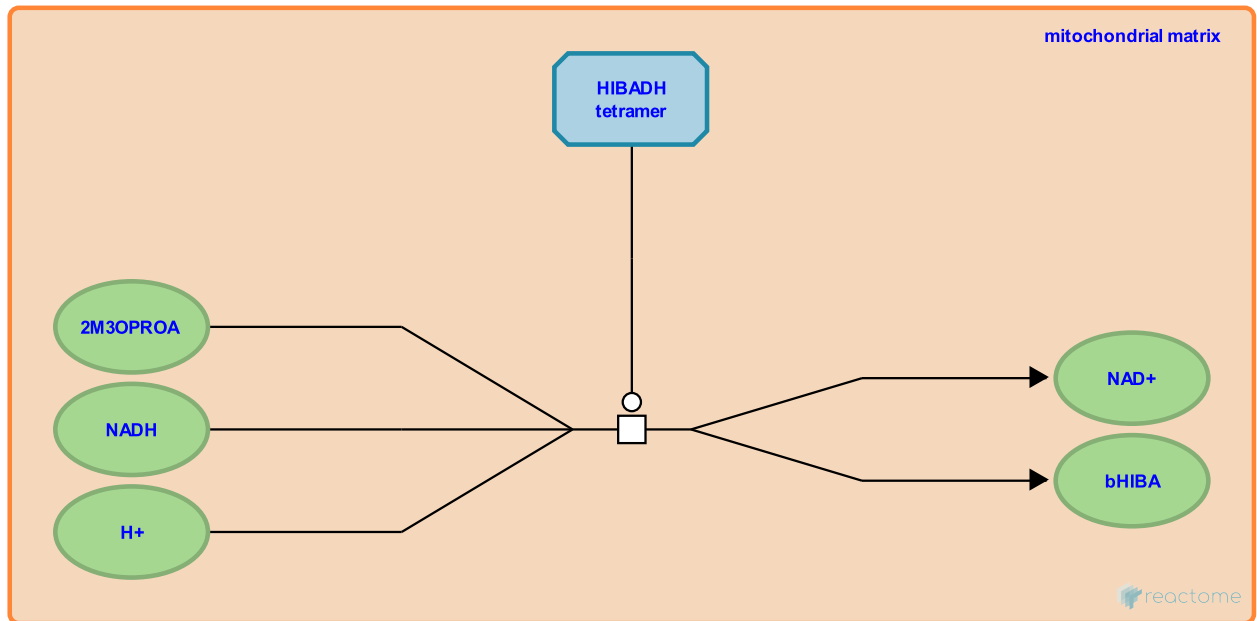 mitochondrial matrix
HIBADH
tetramer
2M3OPROA
NADH
H+
NAD+
bHIBA
reactome